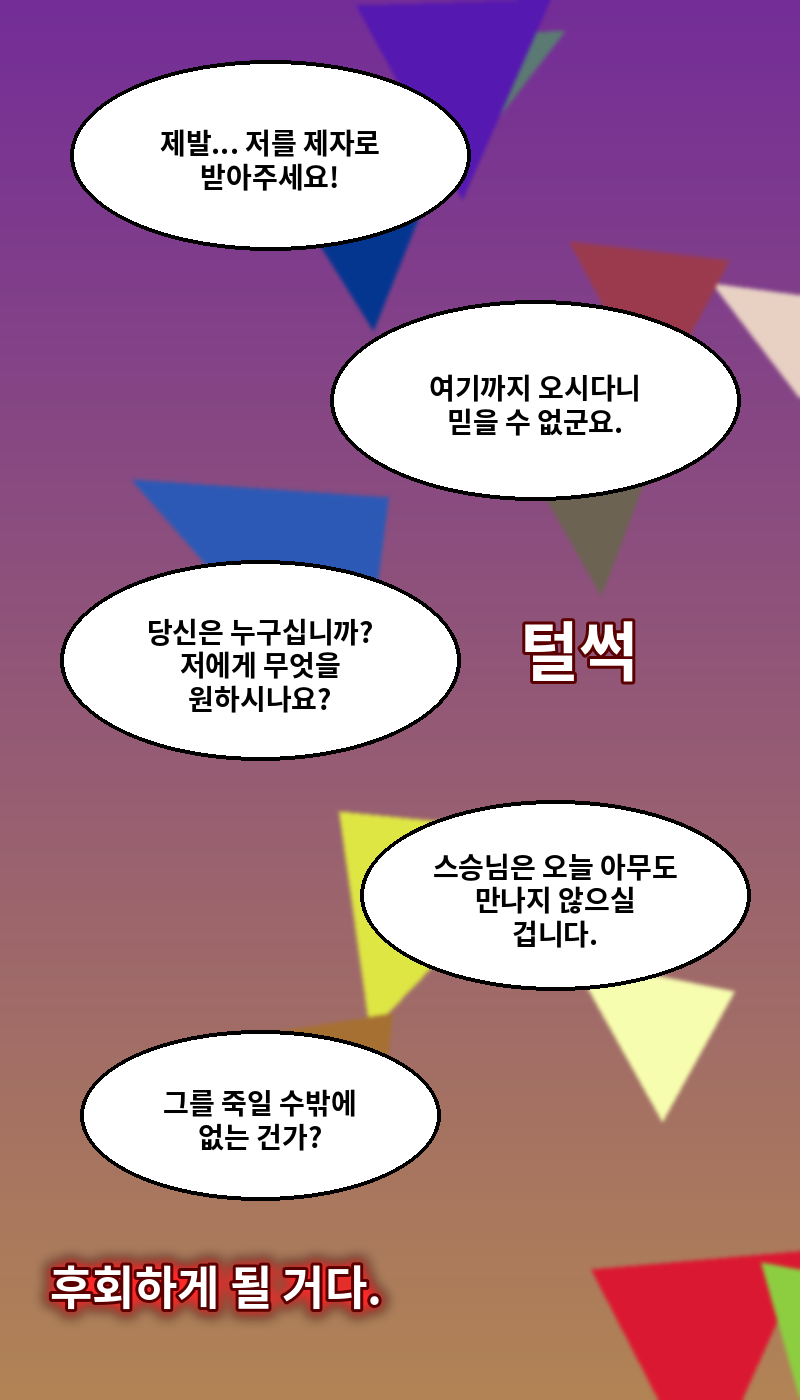 제발... 저를 제자로
받아주세요!
여기까지 오시다니
믿을 수 없군요.
당신은 누구십니까?
저에게 무엇을
원하시나요?
털썩
스승님은 오늘 아무도
만나지 않으실
겁니다.
그를 죽일 수밖에
없는 건가?
후회하게 될 거다.